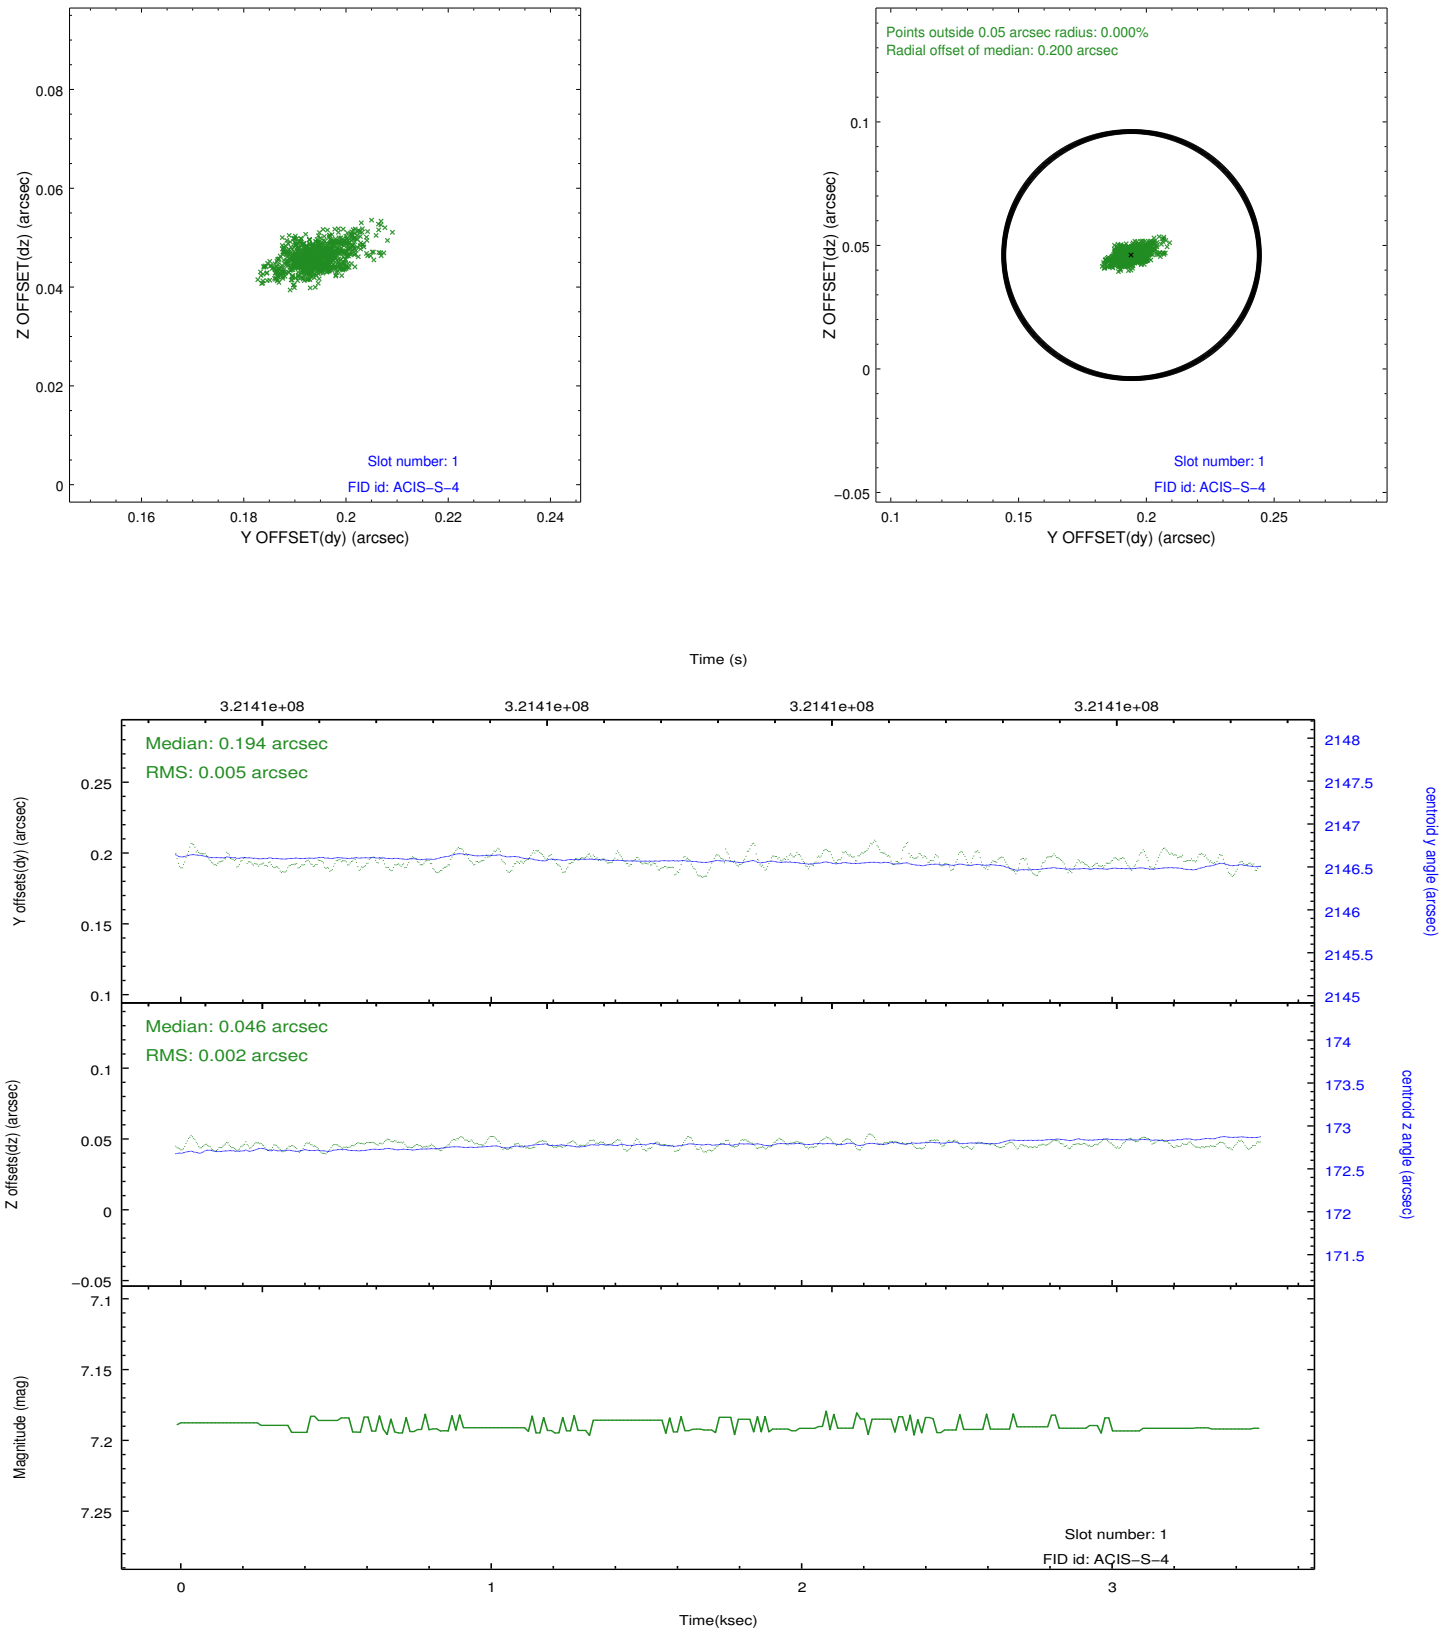 Points outside 0.05 arcsec radius: 0.000%
Radial offset of median: 0.200 arcsec
0.08
0.06
0.04
0.02
0
Z OFFSET(dz) (arcsec)
Slot number: 1
FID id: ACIS−S−4
0.16 0.18 0.2 0.22 0.24
Y OFFSET(dy) (arcsec)
0.1
0.05
0
−0.05
Z OFFSET(dz) (arcsec)
Slot number: 1
FID id: ACIS−S−4
0.1 0.15 0.2 0.25
Y OFFSET(dy) (arcsec)
Time (s)
3.2141e+08 3.2141e+08 3.2141e+08 3.2141e+08
Median: 0.194 arcsec
RMS: 0.005 arcsec
0.25
0.2
0.15
0.1
Y offsets(dy) (arcsec)
2148
2147.5
2147
2146.5
2146
2145.5
2145
centroid y angle (arcsec)
Median: 0.046 arcsec
RMS: 0.002 arcsec
0.1
0.05
0
−0.05
Z offsets(dz) (arcsec)
174
173.5
173
172.5
172
171.5
centroid z angle (arcsec)
7.1
7.15
7.2
7.25
Magnitude (mag)
Slot number: 1
FID id: ACIS−S−4
0 1 2 3
Time(ksec)